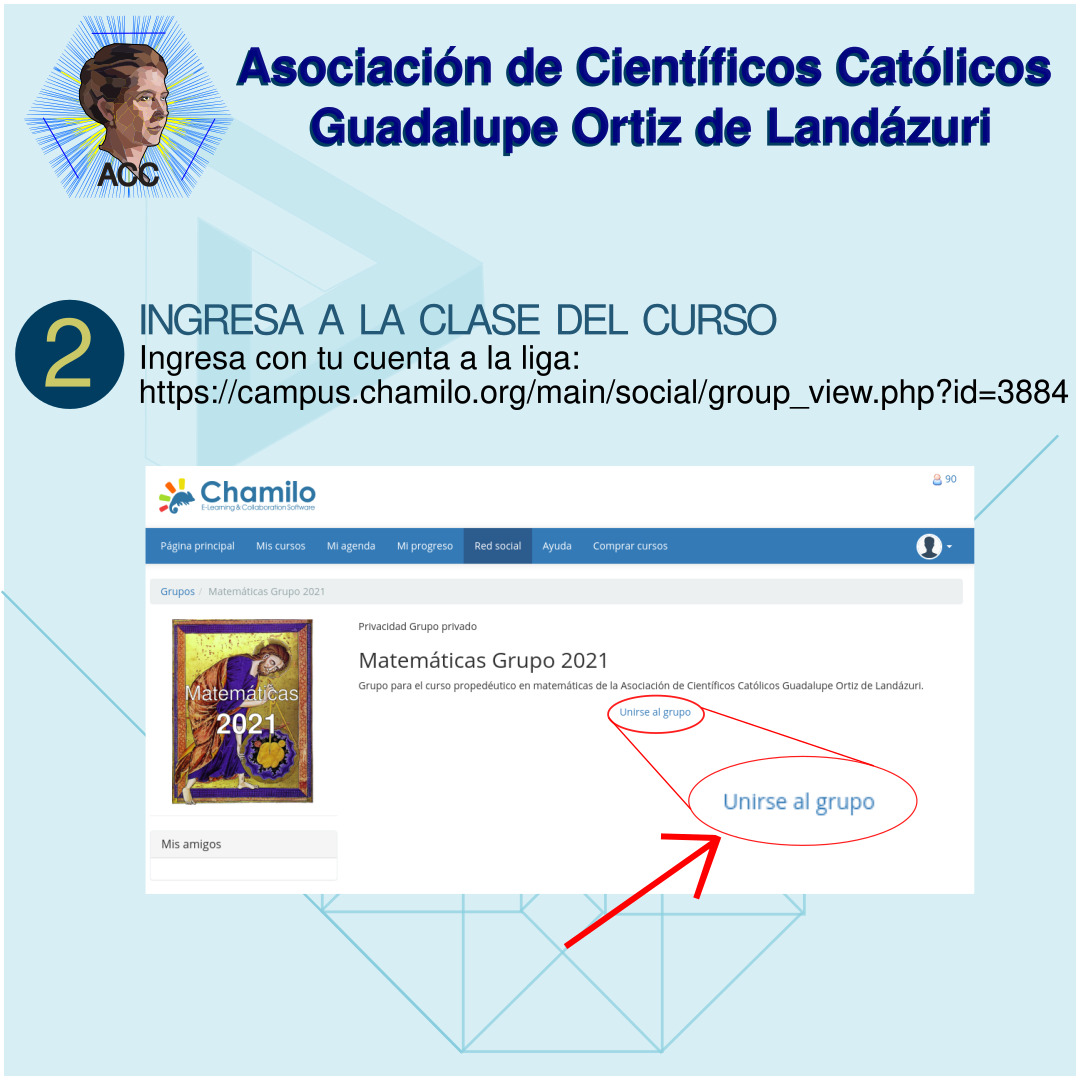 ACC
Asociación de Científicos Católicos
Guadalupe Ortiz de Landázuri
2
INGRESA A LA CLASE DEL CURSO
Ingresa con tu cuenta a la liga:
https://campus.chamilo.org/main/social/group_view.php?id=3884
Chamilo
E-Learning & Collaboration Software
90
Página principal Mis cursos Mi agenda Mi progreso Red social Ayuda Comprar cursos
Grupos / Matemáticas Grupo 2021
Matemáticas
2021
Privacidad Grupo privado
Matemáticas Grupo 2021
Grupo para el curso propedéutico en matemáticas de la Asociación de Científicos Católicos Guadalupe Ortiz de Landázuri.
Unirse al grupo
Unirse al grupo
Mis amigos